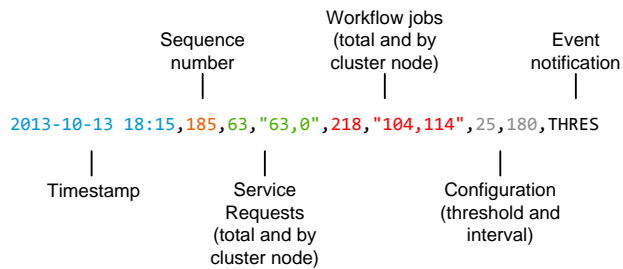 Workflow jobs
(total and by
cluster node)
Sequence
number
Event
notification
2013-10-13 18:15,185,63,"63,0",218,"104,114",25,180,THRES
Timestamp
Service
Requests
(total and by
cluster node)
Configuration
(threshold and
interval)